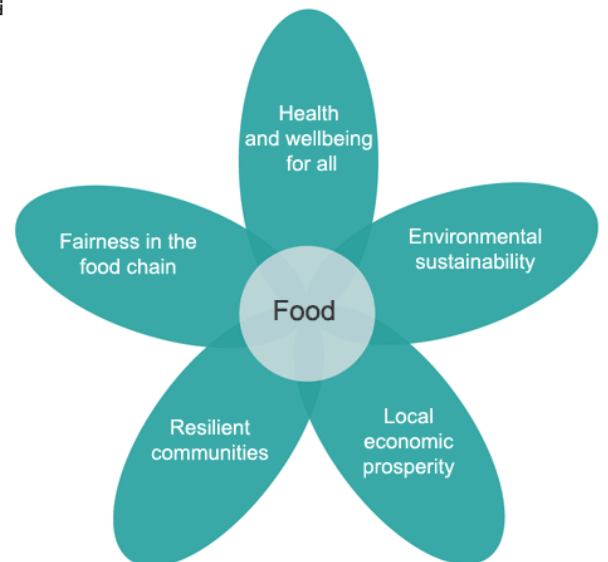 Health
and wellbeing
for all
Environmental
sustainability
Local
economic
prosperity
Resilient
communities
Fairness in the
food chain
Food